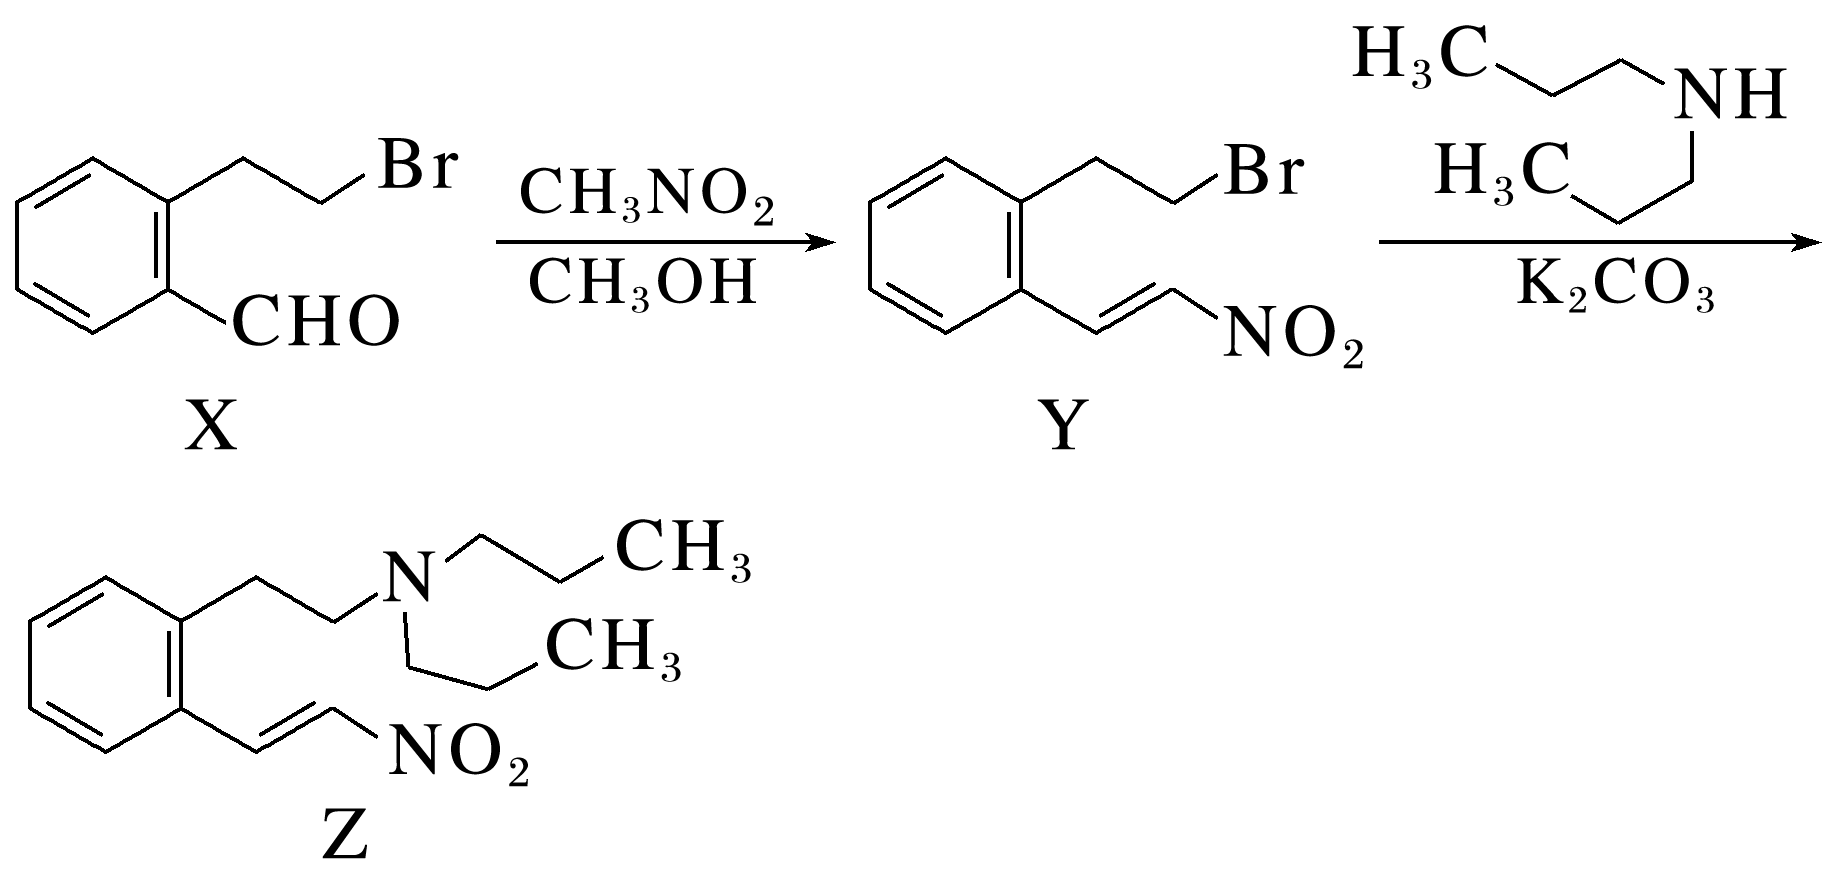 Br
CHO
X
CH₃NO₂
CH₃OH
Br
NO₂
Y
H₃C
NH
H₃C
K₂CO₃
N
CH₃
CH₃
NO₂
Z